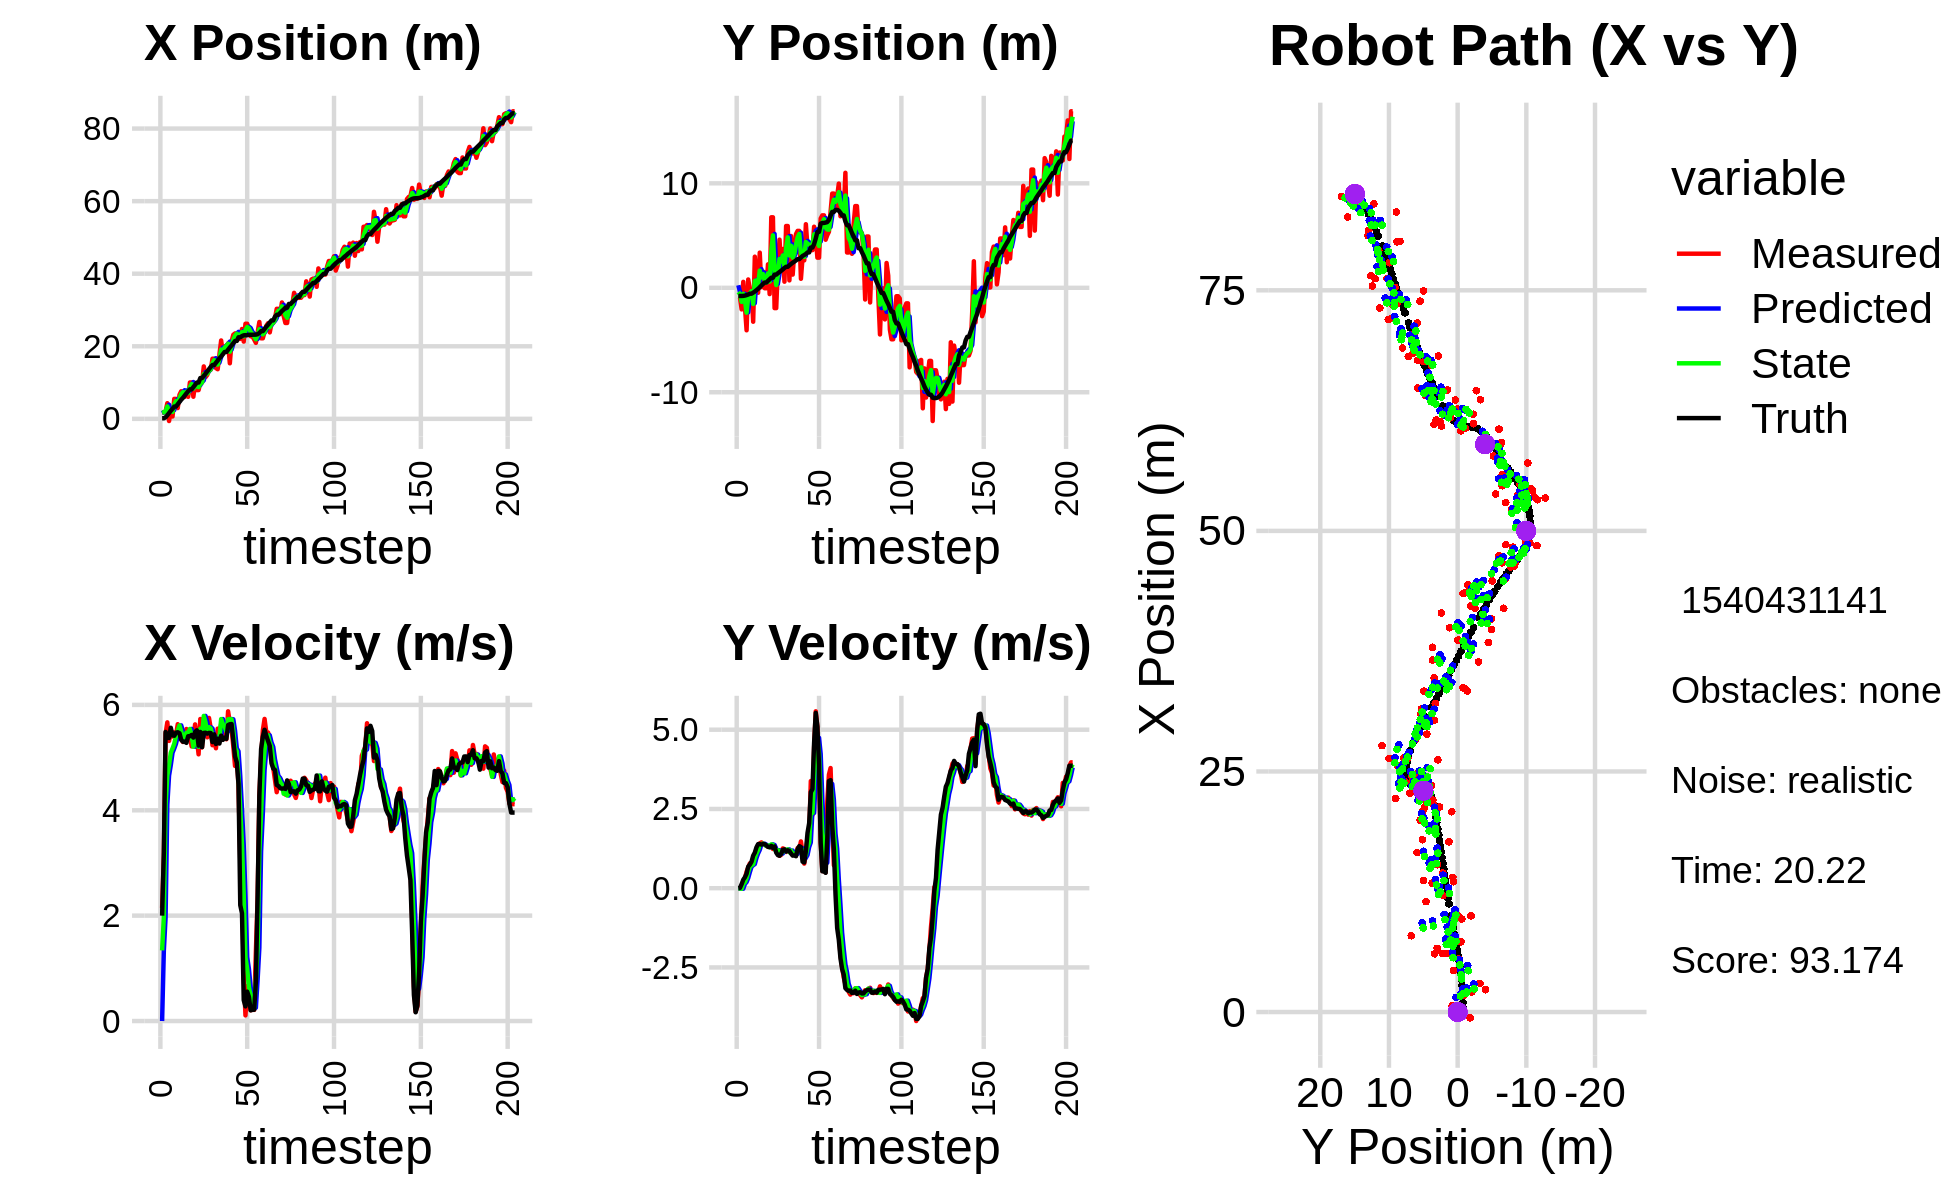 X Position (m)
80
60
40
20
0
0
50
100
150
200
timestep
Y Position (m)
10
0
-10
0
50
100
150
200
timestep
X Velocity (m/s)
6
4
2
0
0
50
100
150
200
timestep
Y Velocity (m/s)
5.0
2.5
0.0
-2.5
0
50
100
150
200
timestep
Robot Path (X vs Y)
X Position (m)
75
50
25
0
20 10 0 -10 -20
Y Position (m)
variable
Measured
Predicted
State
Truth
1540431141
Obstacles: none
Noise: realistic
Time: 20.22
Score: 93.174